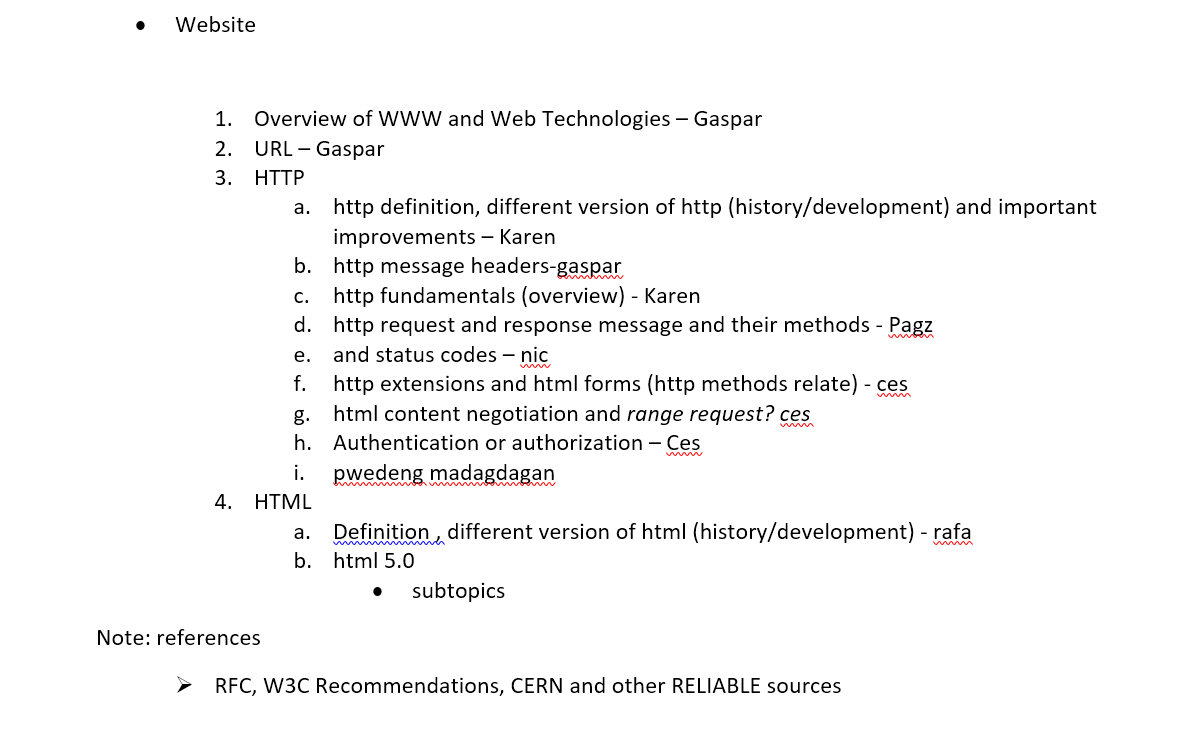 • Website
1. Overview of WWW and Web Technologies – Gaspar
2. URL – Gaspar
3. HTTP
a. http definition, different version of http (history/development) and important
improvements – Karen
b. http message headers-gaspar
c. http fundamentals (overview) - Karen
d. http request and response message and their methods - Pagz
e. and status codes – nic
f. http extensions and html forms (http methods relate) - ces
g. html content negotiation and range request? ces
h. Authentication or authorization – Ces
i. pwedeng madagdagan
4. HTML
a. Definition , different version of html (history/development) - rafa
b. html 5.0
• subtopics
Note: references
➢ RFC, W3C Recommendations, CERN and other RELIABLE sources